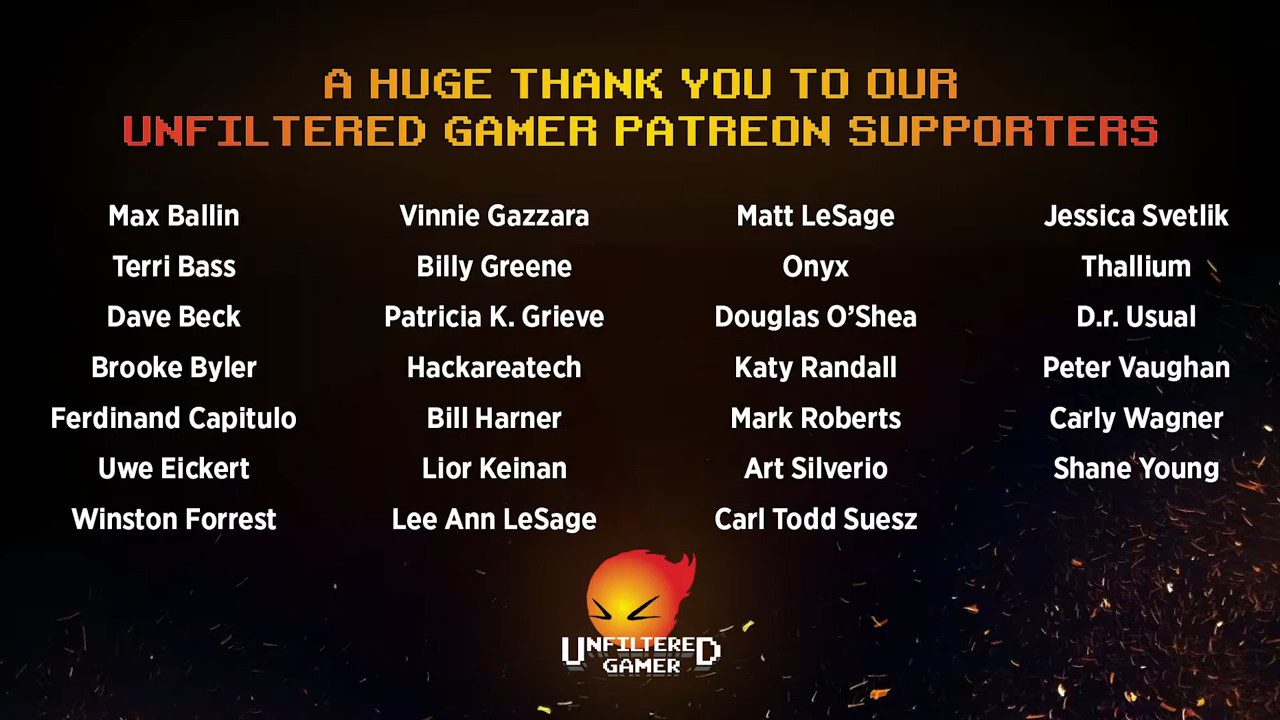 A HUGE THANK YOU TO OUR
UNFILTERED GAMER PATREON SUPPORTERS
Max Ballin
Terri Bass
Dave Beck
Brooke Byler
Ferdinand Capitulo
Uwe Eickert
Winston Forrest
Vinnie Gazzara
Billy Greene
Patricia K. Grieve
Hackareatech
Bill Harner
Lior Keinan
Lee Ann LeSage
Matt LeSage
Onyx
Douglas O’Shea
Katy Randall
Mark Roberts
Art Silverio
Carl Todd Suesz
Jessica Svetlik
Thallium
D.r. Usual
Peter Vaughan
Carly Wagner
Shane Young
UNFILTERED
GAMER